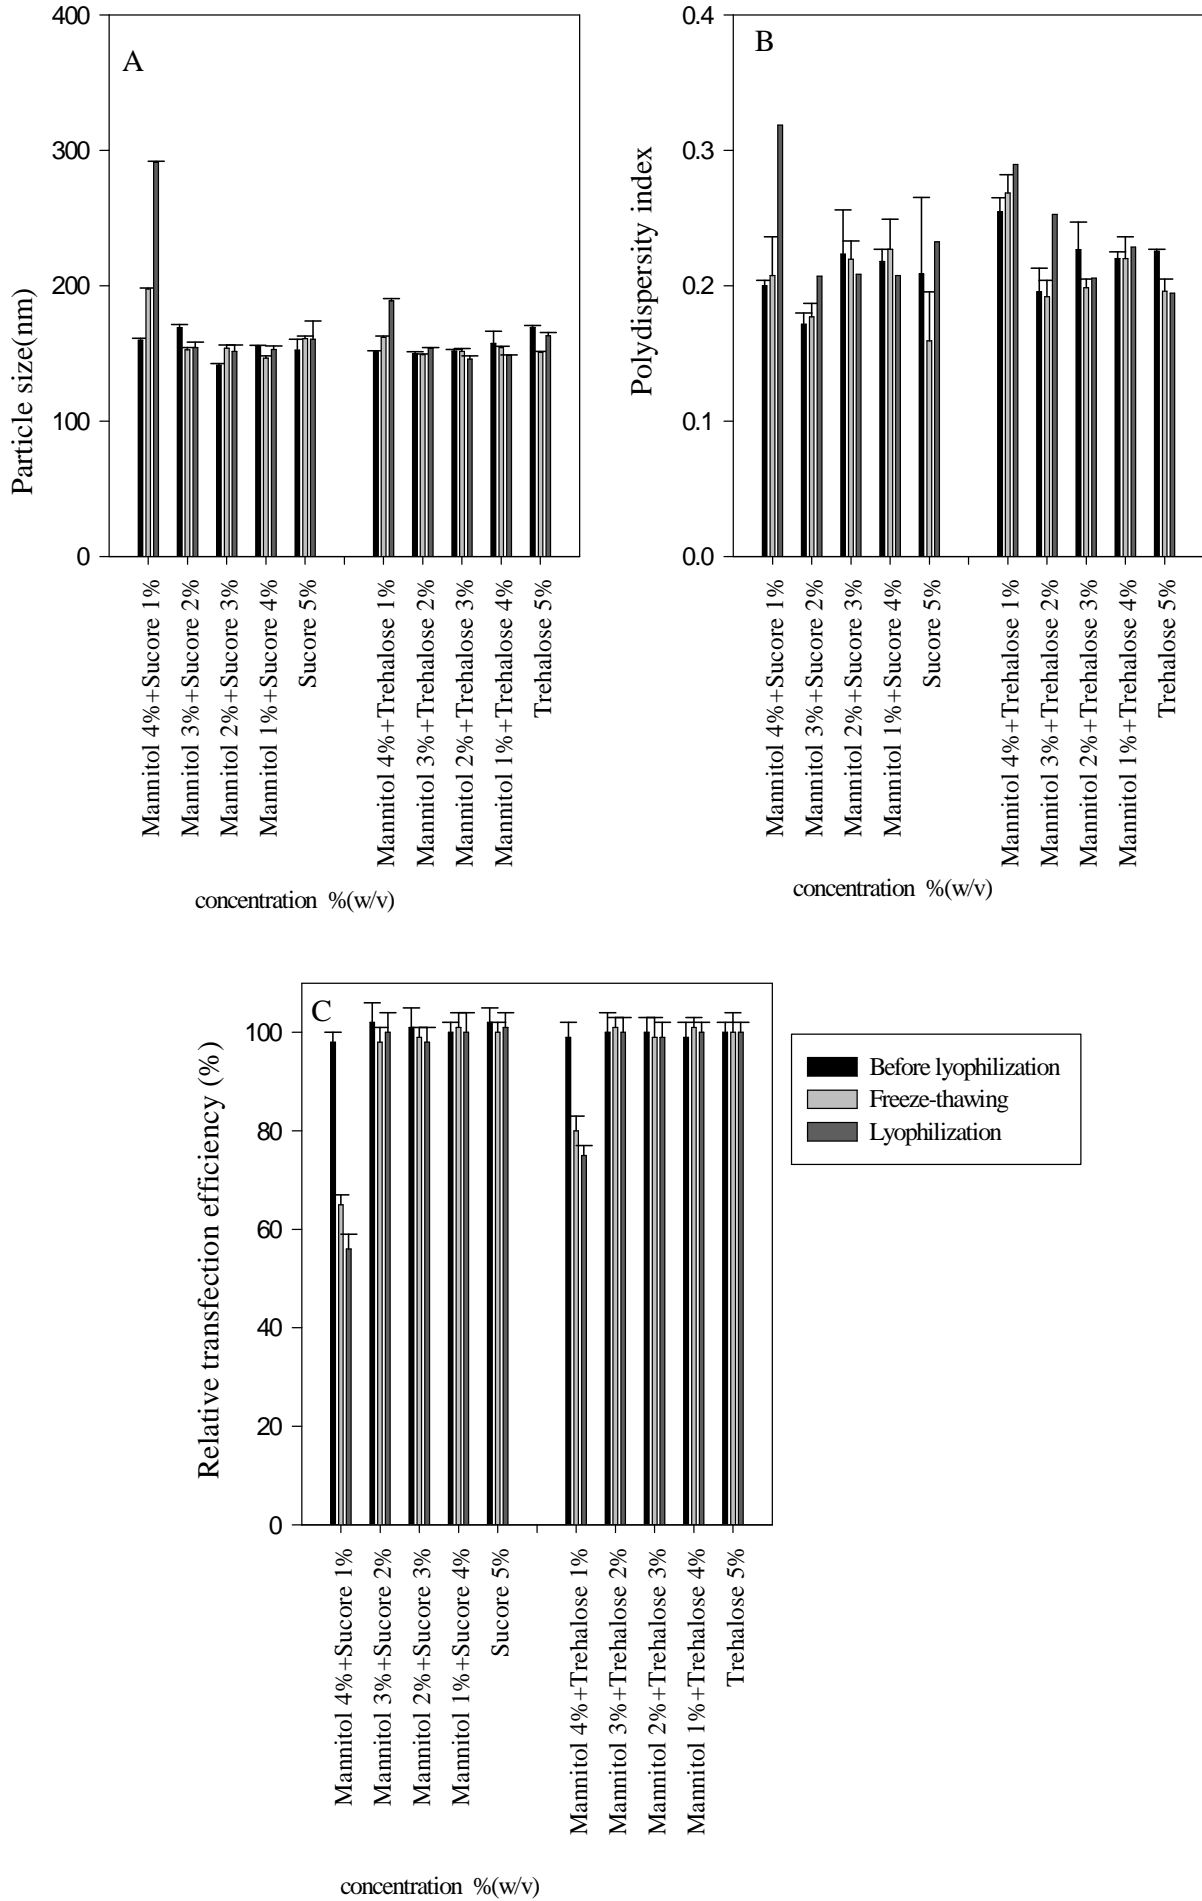 A
400
300
200
100
0
Particle size(nm)
Mannitol 4%+Sucore 1%
Mannitol 3%+Sucore 2%
Mannitol 2%+Sucore 3%
Mannitol 1%+Sucore 4%
Sucore 5%
Mannitol 4%+Trehalose 1%
Mannitol 3%+Trehalose 2%
Mannitol 2%+Trehalose 3%
Mannitol 1%+Trehalose 4%
Trehalose 5%
concentration %(w/v)
B
0.4
0.3
0.2
0.1
0.0
Polydispersity index
Mannitol 4%+Sucore 1%
Mannitol 3%+Sucore 2%
Mannitol 2%+Sucore 3%
Mannitol 1%+Sucore 4%
Sucore 5%
Mannitol 4%+Trehalose 1%
Mannitol 3%+Trehalose 2%
Mannitol 2%+Trehalose 3%
Mannitol 1%+Trehalose 4%
Trehalose 5%
concentration %(w/v)
C
100
80
60
40
20
0
Relative transfection efficiency (%)
Mannitol 4%+Sucore 1%
Mannitol 3%+Sucore 2%
Mannitol 2%+Sucore 3%
Mannitol 1%+Sucore 4%
Sucore 5%
Mannitol 4%+Trehalose 1%
Mannitol 3%+Trehalose 2%
Mannitol 2%+Trehalose 3%
Mannitol 1%+Trehalose 4%
Trehalose 5%
concentration %(w/v)
Before lyophilization
Freeze-thawing
Lyophilization